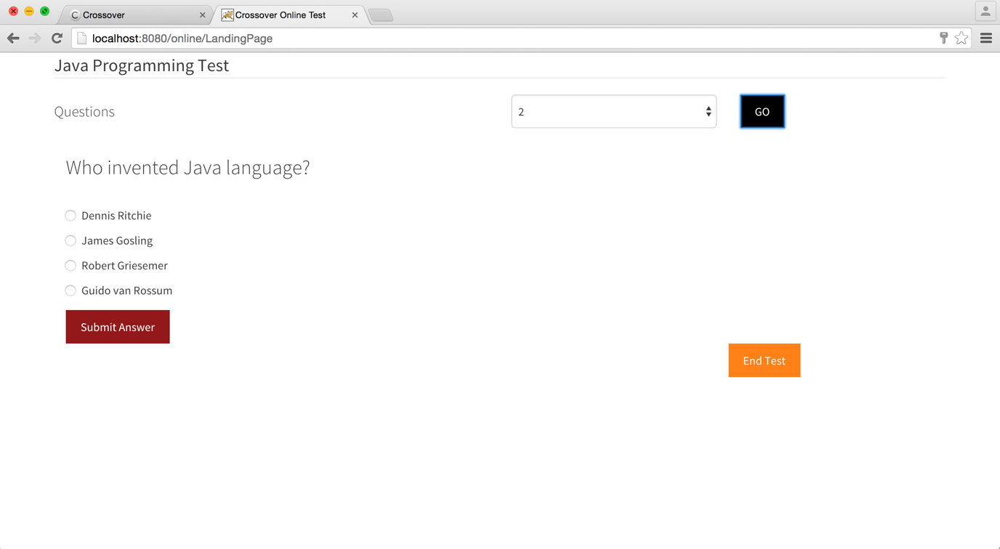 Crossover
Crossover Online Test
localhost:8080/online/LandingPage
Java Programming Test
Questions
2
GO
Who invented Java language?
Dennis Ritchie
James Gosling
Robert Griesemer
Guido van Rossum
Submit Answer
End Test